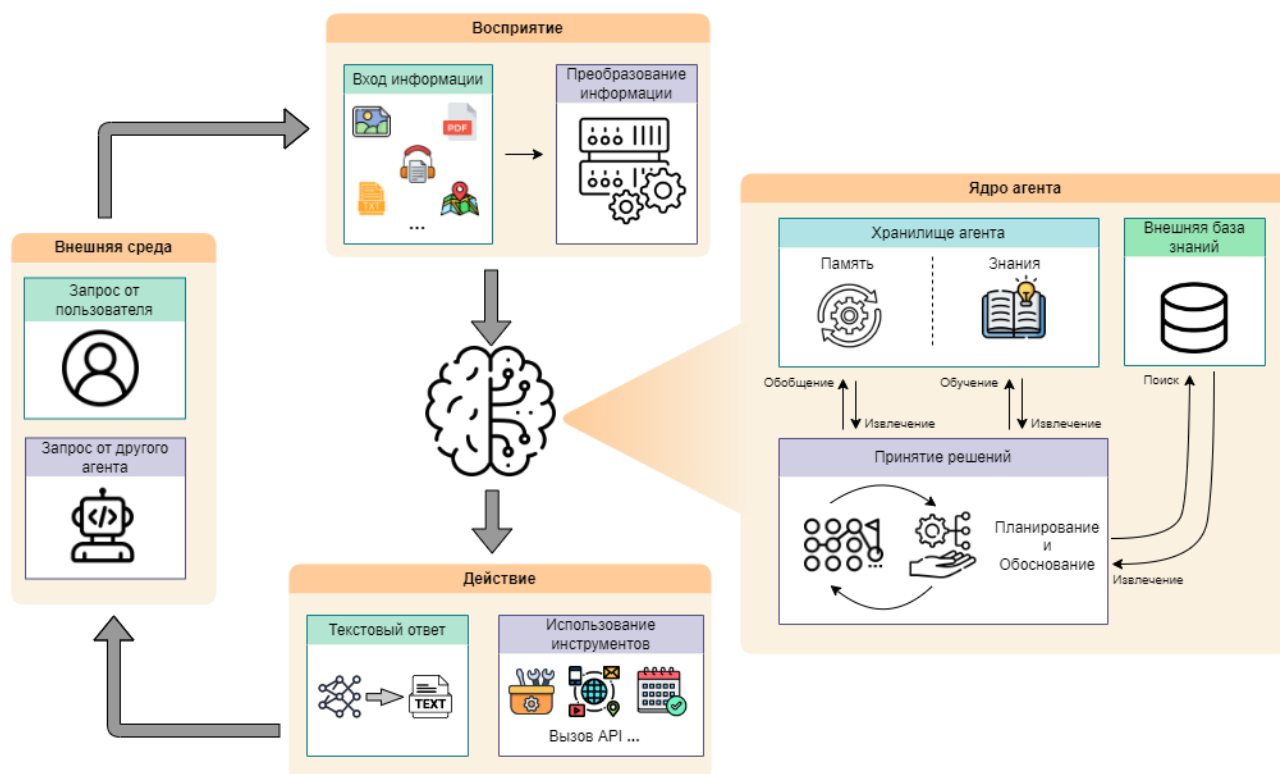 Восприятие
Вход информации
PDF
TXT
...
Преобразование
информации
Внешняя среда
Запрос от
пользователя
Запрос от другого
агента
</>
Ядро агента
Хранилище агента
Память
Знания
Внешняя база
знаний
Обобщение
Извлечение
Обучение
Извлечение
Поиск
Принятие решений
...
Планирование
и
Обоснование
Извлечение
Действие
Текстовый ответ
TEXT
Использование
инструментов
Вызов API ...